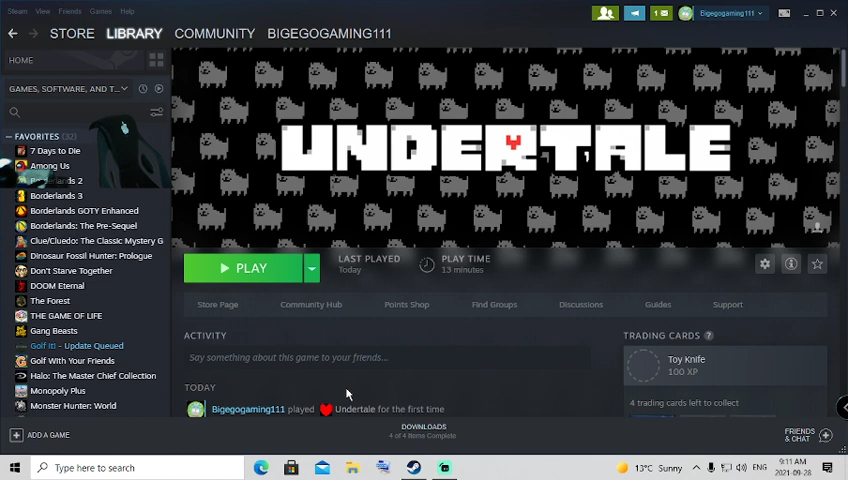 Steam View Friends Games Help
1
Bigegogaming111
STORE LIBRARY COMMUNITY BIGEGOGAMING111
HOME
GAMES, SOFTWARE, AND T...
FAVORITES (32)
7 Days to Die
Among Us
Borderlands 2
Borderlands 3
Borderlands GOTY Enhanced
Borderlands: The Pre-Sequel
Clue/Cluedo: The Classic Mystery G
Dinosaur Fossil Hunter: Prologue
Don't Starve Together
DOOM Eternal
The Forest
THE GAME OF LIFE
Gang Beasts
Golf It! - Update Queued
Golf With Your Friends
Halo: The Master Chief Collection
Monopoly Plus
Monster Hunter: World
UNDERTALE
PLAY
LAST PLAYED
Today
PLAY TIME
13 minutes
Store Page Community Hub Points Shop Find Groups Discussions Guides Support
ACTIVITY
Say something about this game to your friends...
TODAY
Bigegogaming111 played Undertale for the first time
TRADING CARDS ?
Toy Knife
100 XP
4 trading cards left to collect
ADD A GAME
DOWNLOADS
4 of 4 Items Complete
FRIENDS
& CHAT
Type here to search
13°C Sunny
ENG
9:11 AM
2021-09-28